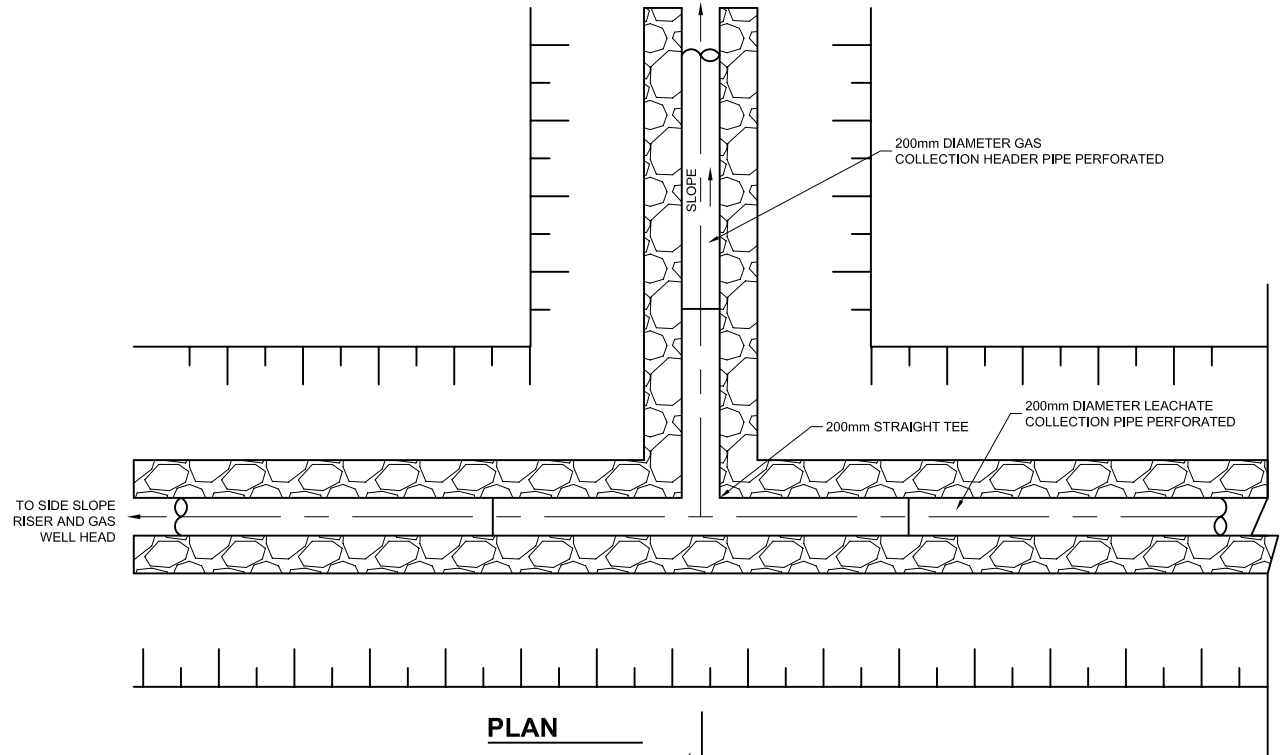 200mm DIAMETER GAS
COLLECTION HEADER PIPE PERFORATED
SLOPE
200mm DIAMETER LEACHATE
COLLECTION PIPE PERFORATED
200mm STRAIGHT TEE
TO SIDE SLOPE
RISER AND GAS
WELL HEAD
PLAN